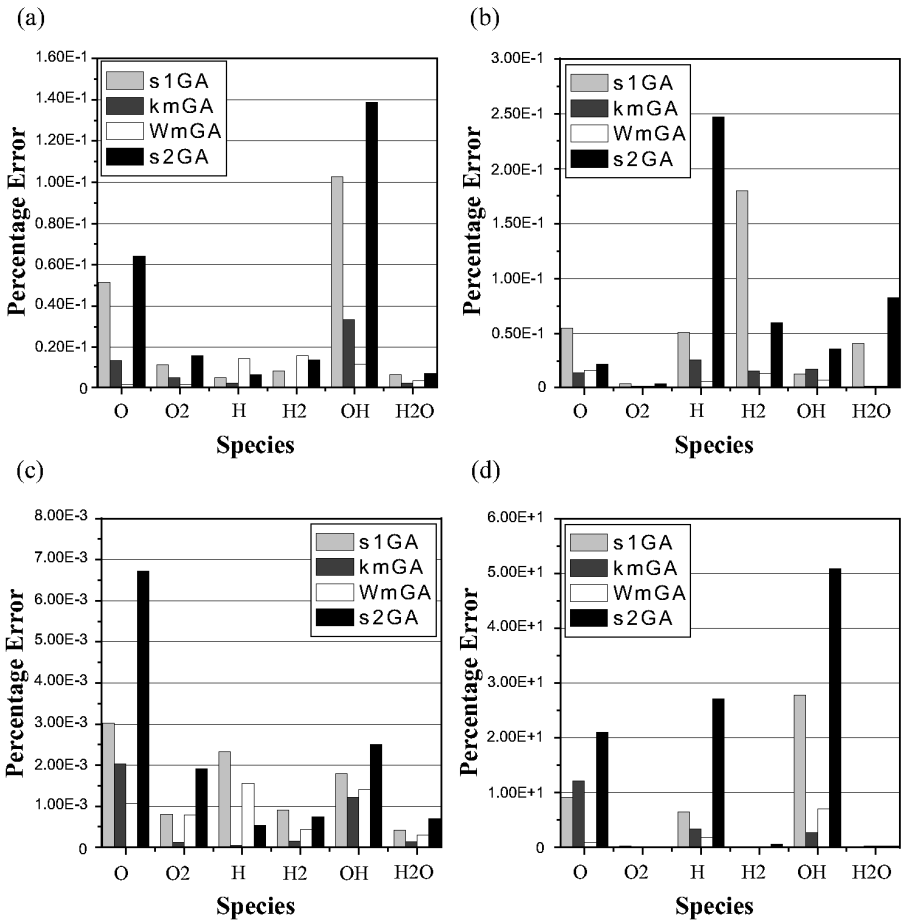 (a)
Percentage Error
1.60E-1
1.40E-1
1.20E-1
1.00E-1
0.80E-1
0.60E-1
0.40E-1
0.20E-1
0
s1GA
kmGA
WmGA
s2GA
O O2 H H2 OH H2O
Species
(b)
Percentage Error
3.00E-1
2.50E-1
2.00E-1
1.50E-1
1.00E-1
0.50E-1
0
s1GA
kmGA
WmGA
s2GA
O O2 H H2 OH H2O
Species
(c)
Percentage Error
8.00E-3
7.00E-3
6.00E-3
5.00E-3
4.00E-3
3.00E-3
2.00E-3
1.00E-3
0
s1GA
kmGA
WmGA
s2GA
O O2 H H2 OH H2O
Species
(d)
Percentage Error
6.00E+1
5.00E+1
4.00E+1
3.00E+1
2.00E+1
1.00E+1
0
s1GA
kmGA
WmGA
s2GA
O O2 H H2 OH H2O
Species